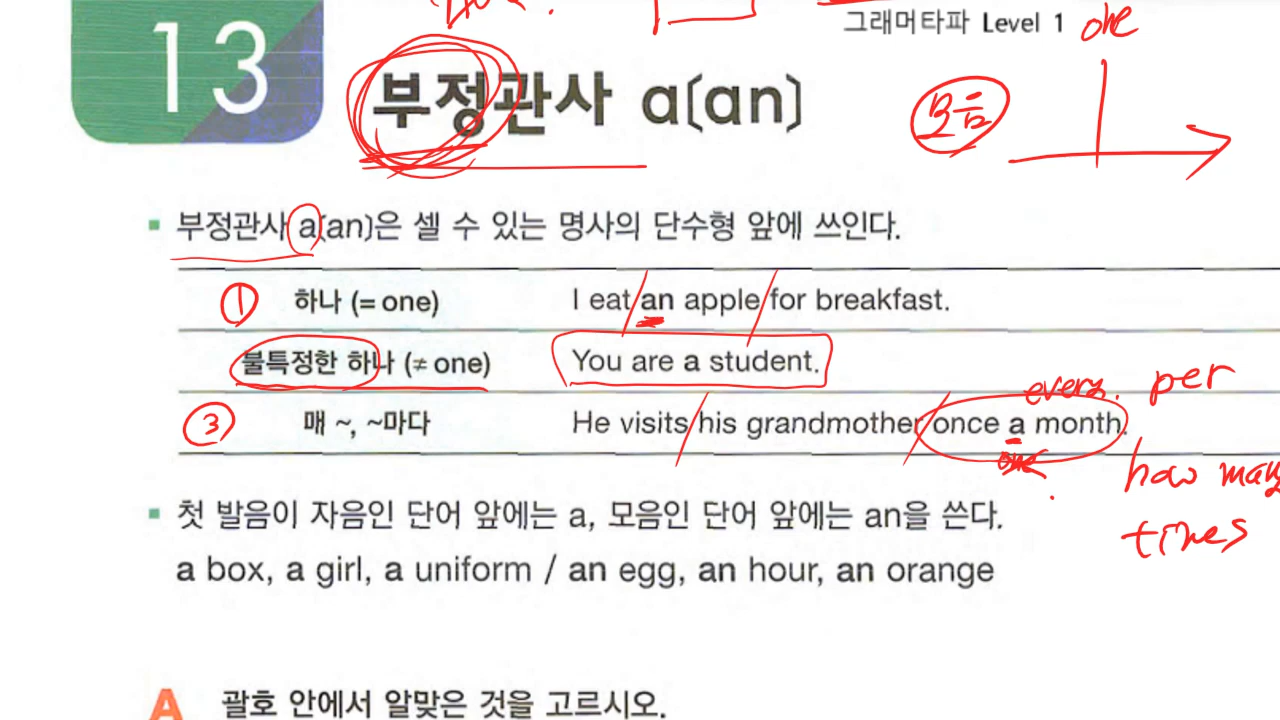 그래머타파 Level 1
one
13
부정관사 a(an)
모음
부정관사 a(an)은 셀 수 있는 명사의 단수형 앞에 쓰인다.
① 하나 (= one) I eat an apple for breakfast.
불특정한 하나 (≠ one) You are a student.
every. per
③ 매 ~, ~마다 He visits his grandmother once a month.
one
how many
times
첫 발음이 자음인 단어 앞에는 a, 모음인 단어 앞에는 an을 쓴다.
a box, a girl, a uniform / an egg, an hour, an orange
A 괄호 안에서 알맞은 것을 고르시오.